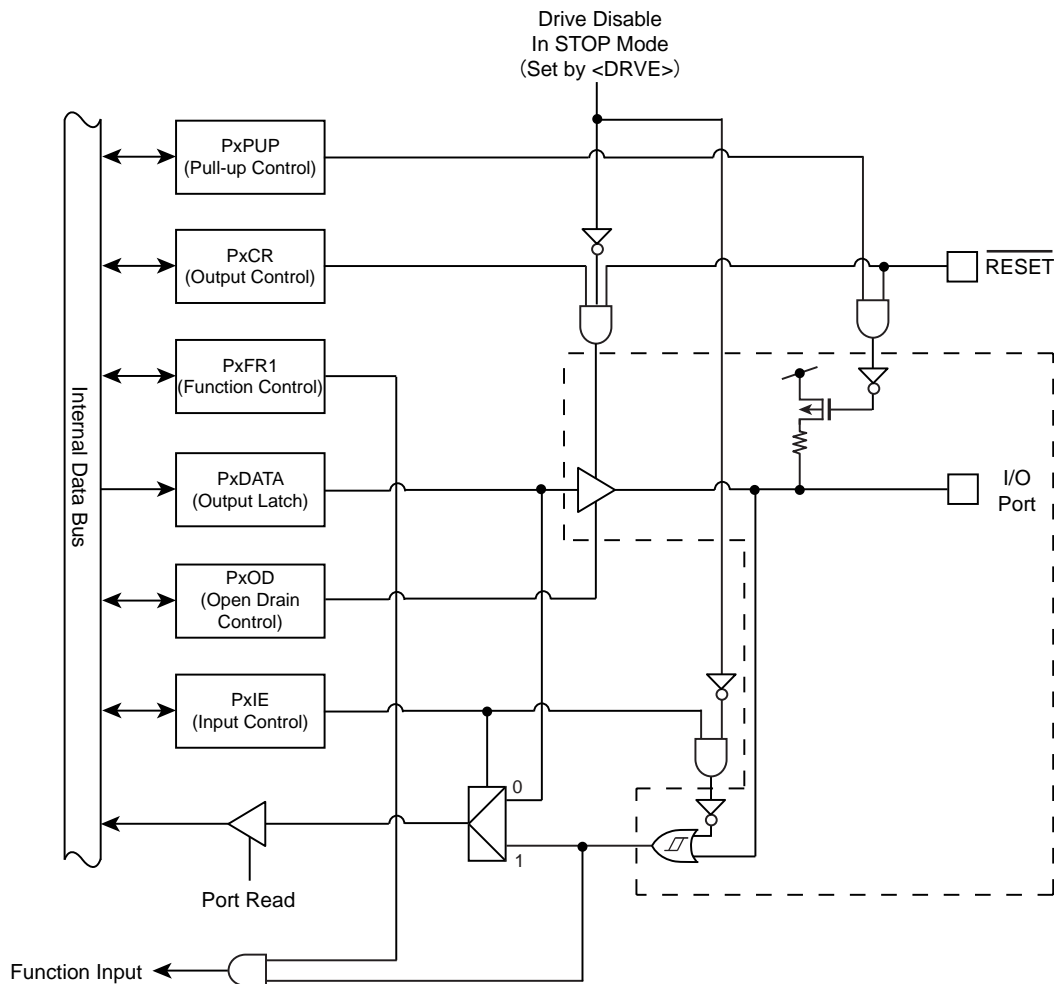 Drive Disable
In STOP Mode
(Set by <DRVE>)
PxPUP
(Pull-up Control)
PxCR
(Output Control)
RESET
PxFR1
(Function Control)
Internal Data Bus
PxDATA
(Output Latch)
I/O
Port
PxOD
(Open Drain
Control)
PxIE
(Input Control)
0
1
Port Read
Function Input